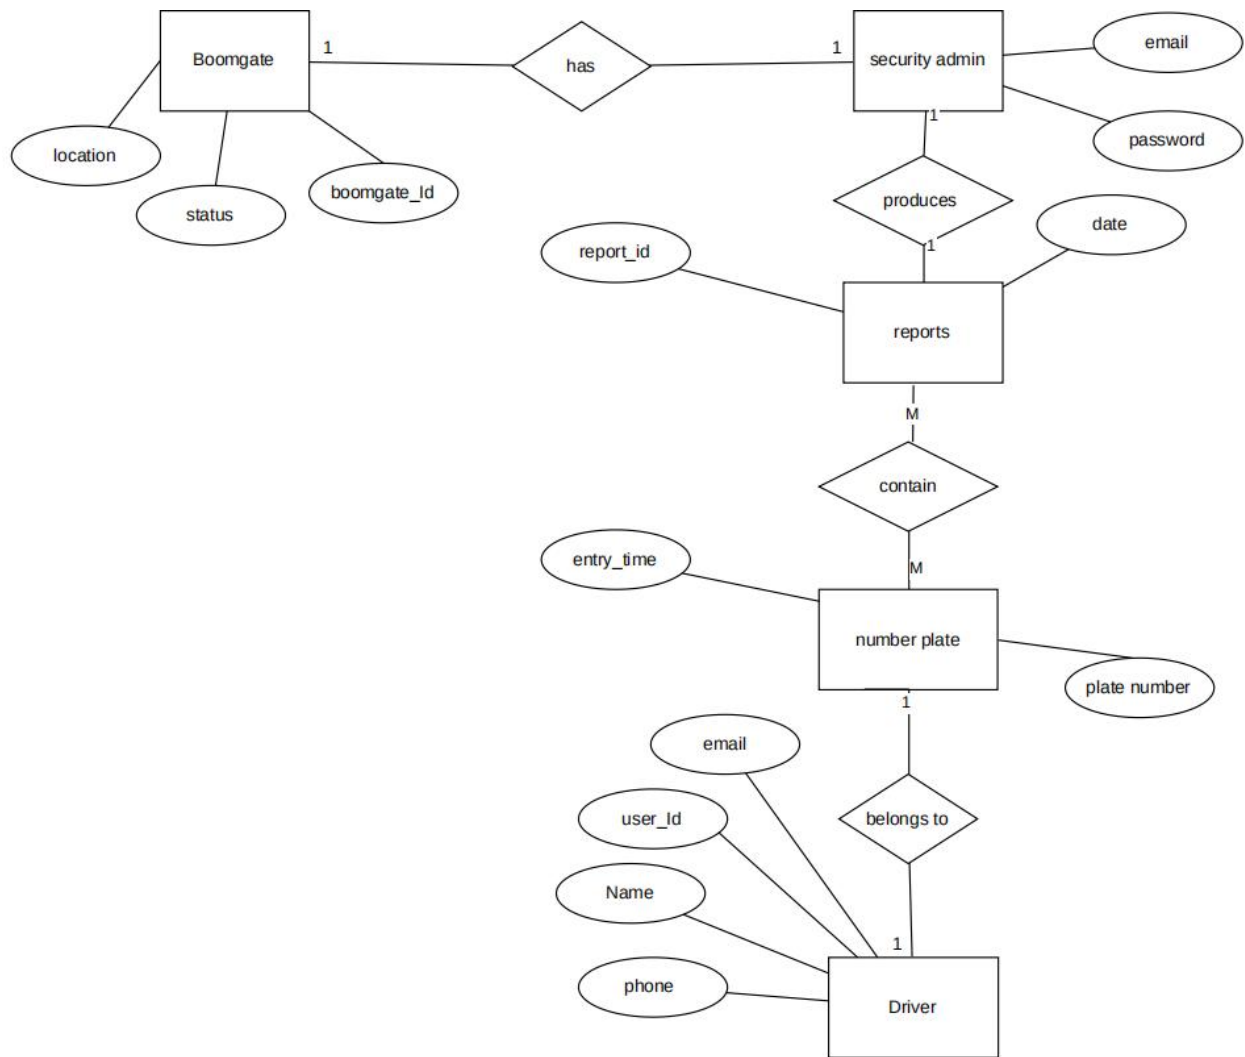 Boomgate
1
has
1
security admin
email
password
location
status
boomgate_Id
1
produces
1
date
report_id
reports
M
contain
M
entry_time
number plate
plate number
1
email
user_Id
belongs to
Name
1
phone
Driver